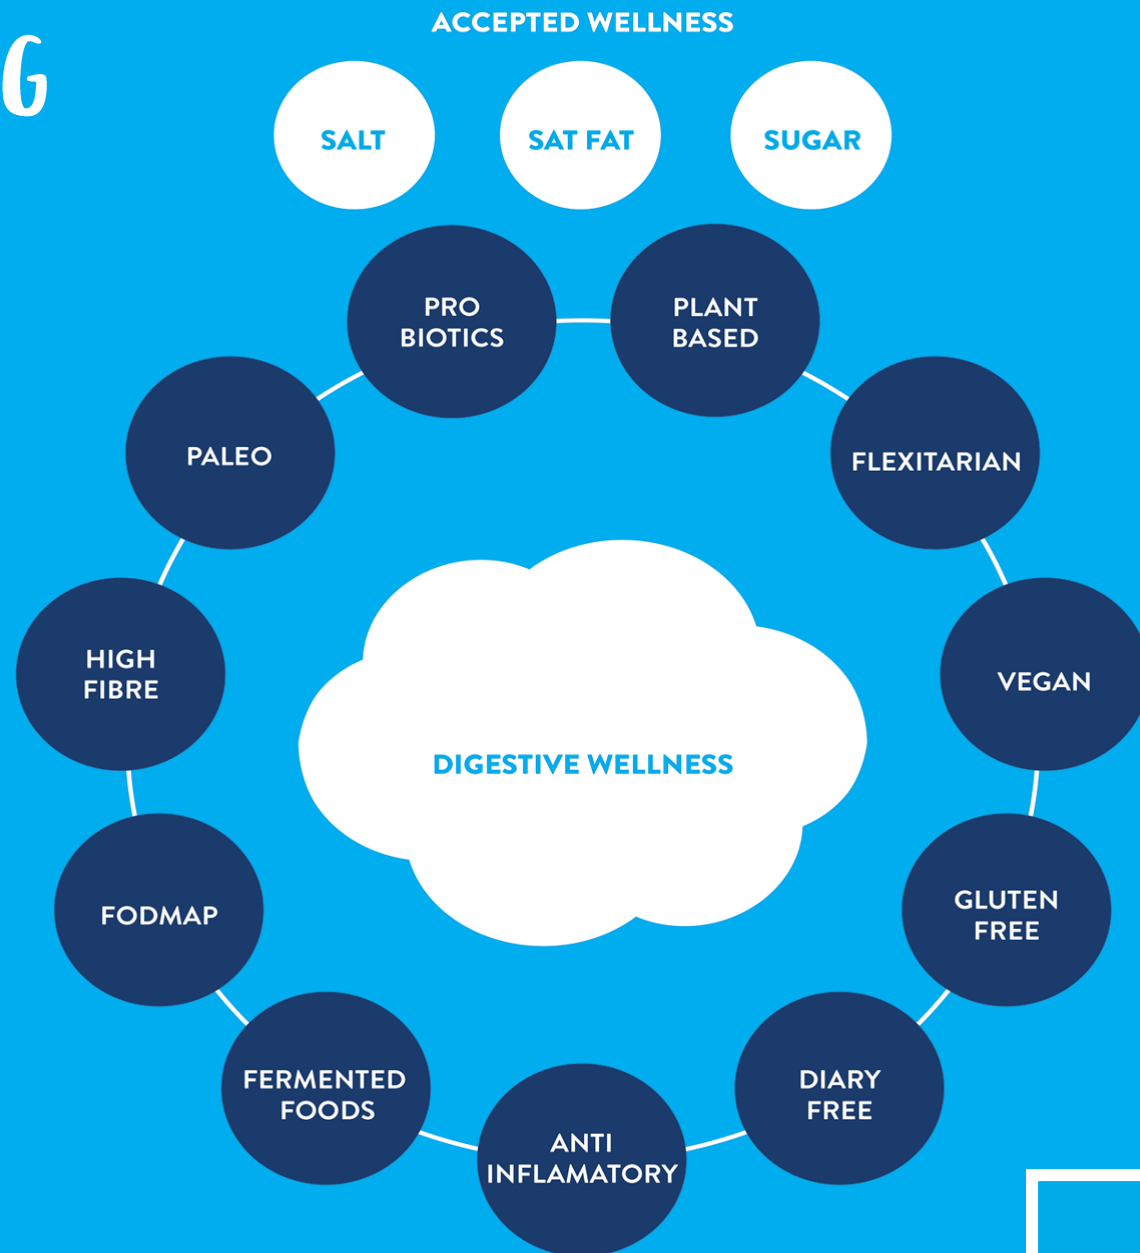 ACCEPTED WELLNESS
G
SALT
SAT FAT
SUGAR
PRO
BIOTICS
PLANT
BASED
PALEO
FLEXITARIAN
HIGH
FIBRE
VEGAN
DIGESTIVE WELLNESS
FODMAP
GLUTEN
FREE
FERMENTED
FOODS
DIARY
FREE
ANTI
INFLAMATORY